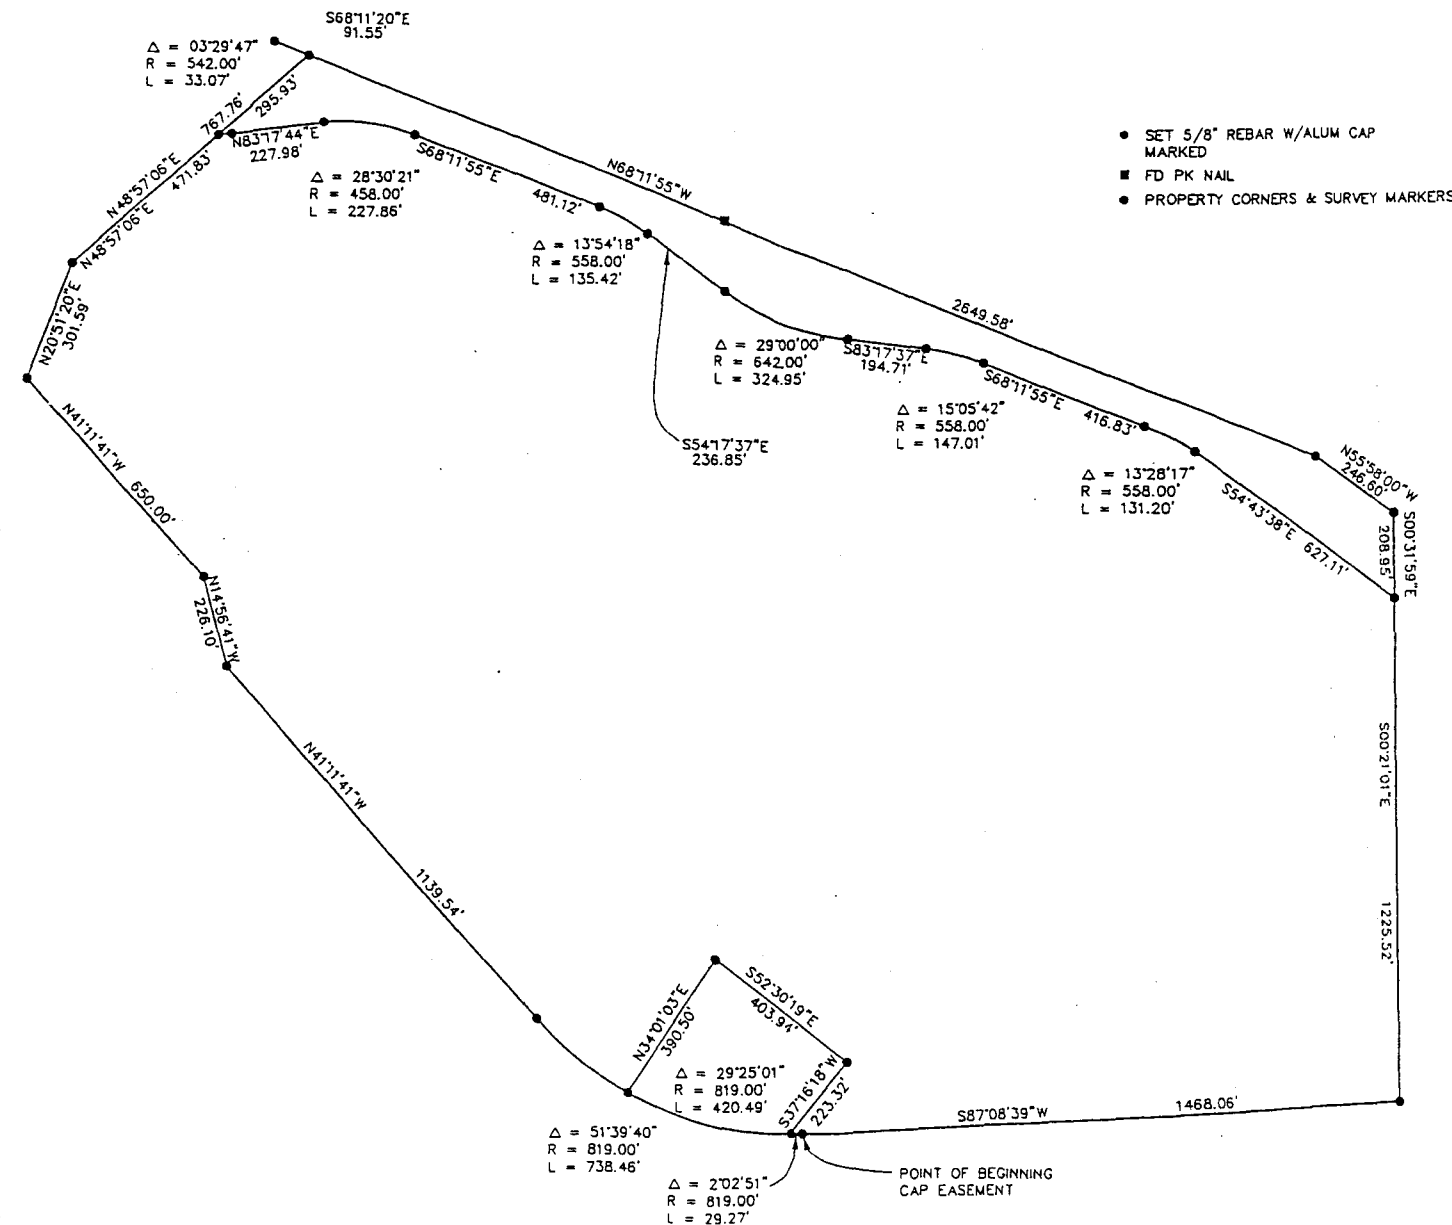 S68°11'20"E
91.55'
Δ = 03°29'47"
R = 542.00'
L = 33.07'
767.76'
295.93'
N83°17'44"E
227.98'
N48°57'06"E
471.83'
N48°57'06"E
Δ = 28°30'21"
R = 458.00'
L = 227.86'
S68°11'55"E
481.12'
N68°11'55"W
2649.58'
● SET 5/8" REBAR W/ALUM CAP
MARKED
■ FD PK NAIL
● PROPERTY CORNERS & SURVEY MARKERS
Δ = 13°54'18"
R = 558.00'
L = 135.42'
N20°51'20"E
301.59'
Δ = 29°00'00"
R = 642.00'
L = 324.95'
S83°17'37"E
194.71'
S68°11'55"E
416.83'
Δ = 15°05'42"
R = 558.00'
L = 147.01'
S54°17'37"E
236.85'
N55°58'00"W
246.60'
Δ = 13°28'17"
R = 558.00'
L = 131.20'
S54°43'38"E
627.11'
S00°31'59"E
208.95'
N41°11'41"W
650.00'
N14°56'41"W
226.10'
N41°11'41"W
1139.54'
S00°21'01"E
1225.52'
N34°01'03"E
390.50'
S52°30'19"E
403.94'
Δ = 29°25'01"
R = 819.00'
L = 420.49'
S37°16'18"W
223.32'
S87°08'39"W
1468.06'
Δ = 51°39'40"
R = 819.00'
L = 738.46'
Δ = 2°02'51"
R = 819.00'
L = 29.27'
POINT OF BEGINNING
CAP EASEMENT